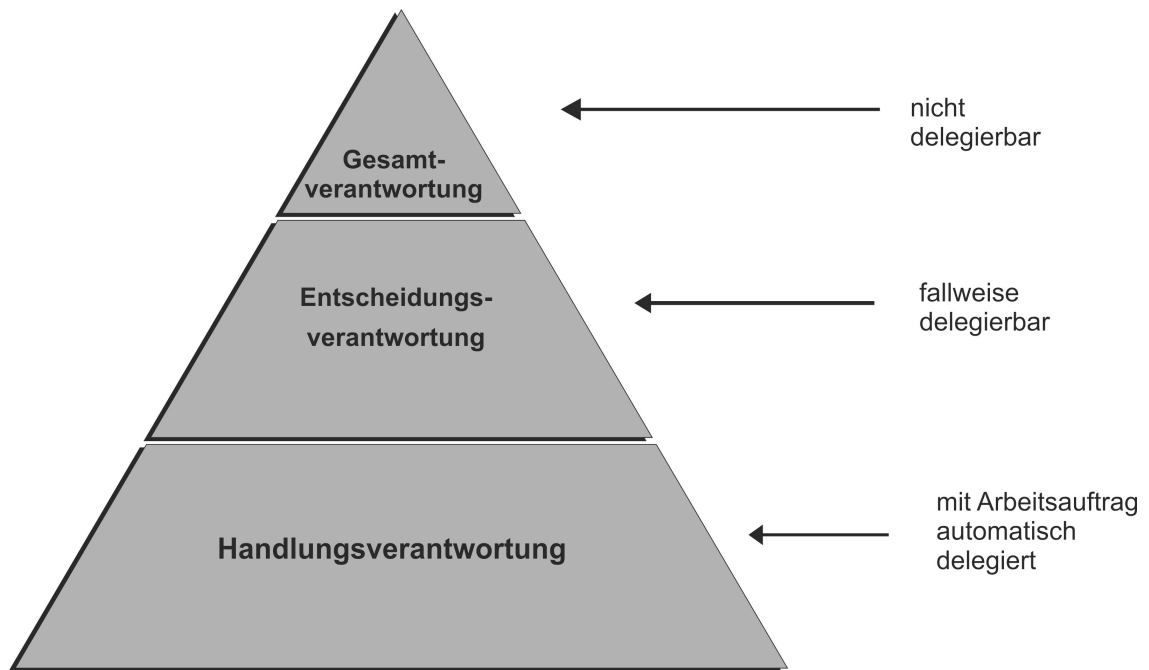 Gesamt-
verantwortung
nicht
delegierbar
Entscheidungs-
verantwortung
fallweise
delegierbar
Handlungsverantwortung
mit Arbeitsauftrag
automatisch
delegiert